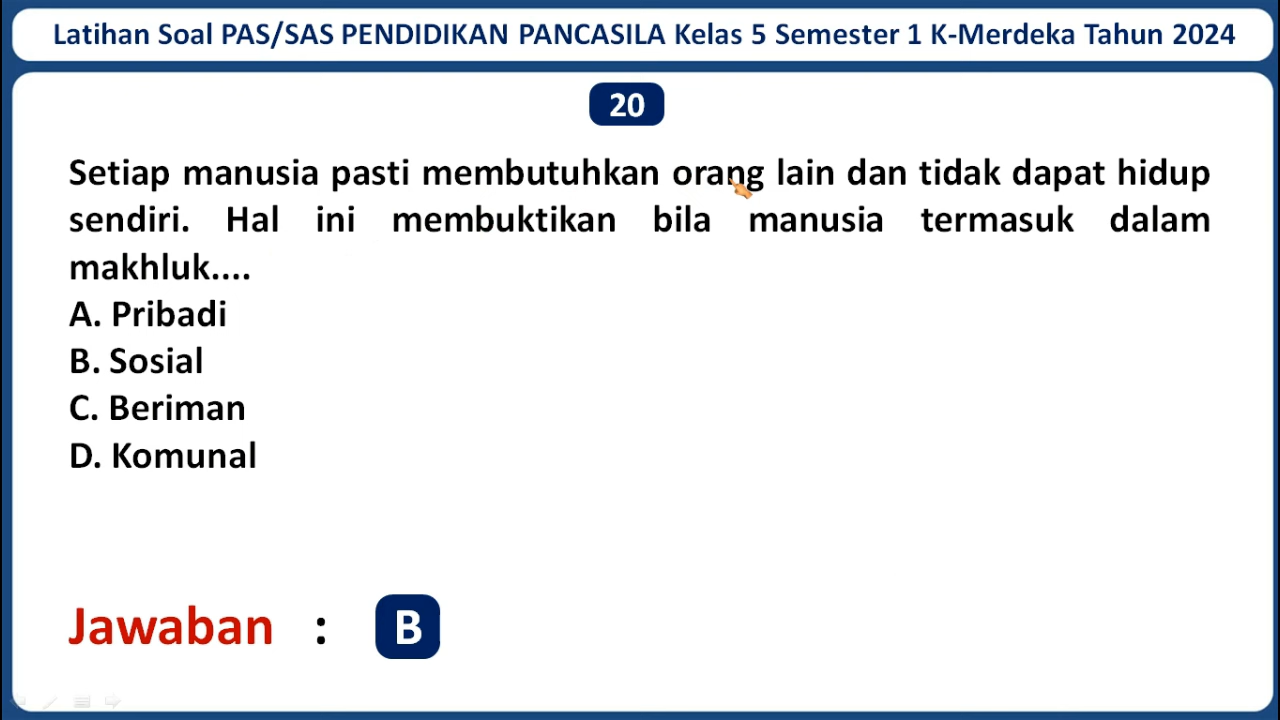 Latihan Soal PAS/SAS PENDIDIKAN PANCASILA Kelas 5 Semester 1 K-Merdeka Tahun 2024
20
Setiap manusia pasti membutuhkan orang lain dan tidak dapat hidup
sendiri. Hal ini membuktikan bila manusia termasuk dalam
makhluk....
A. Pribadi
B. Sosial
C. Beriman
D. Komunal
Jawaban : B